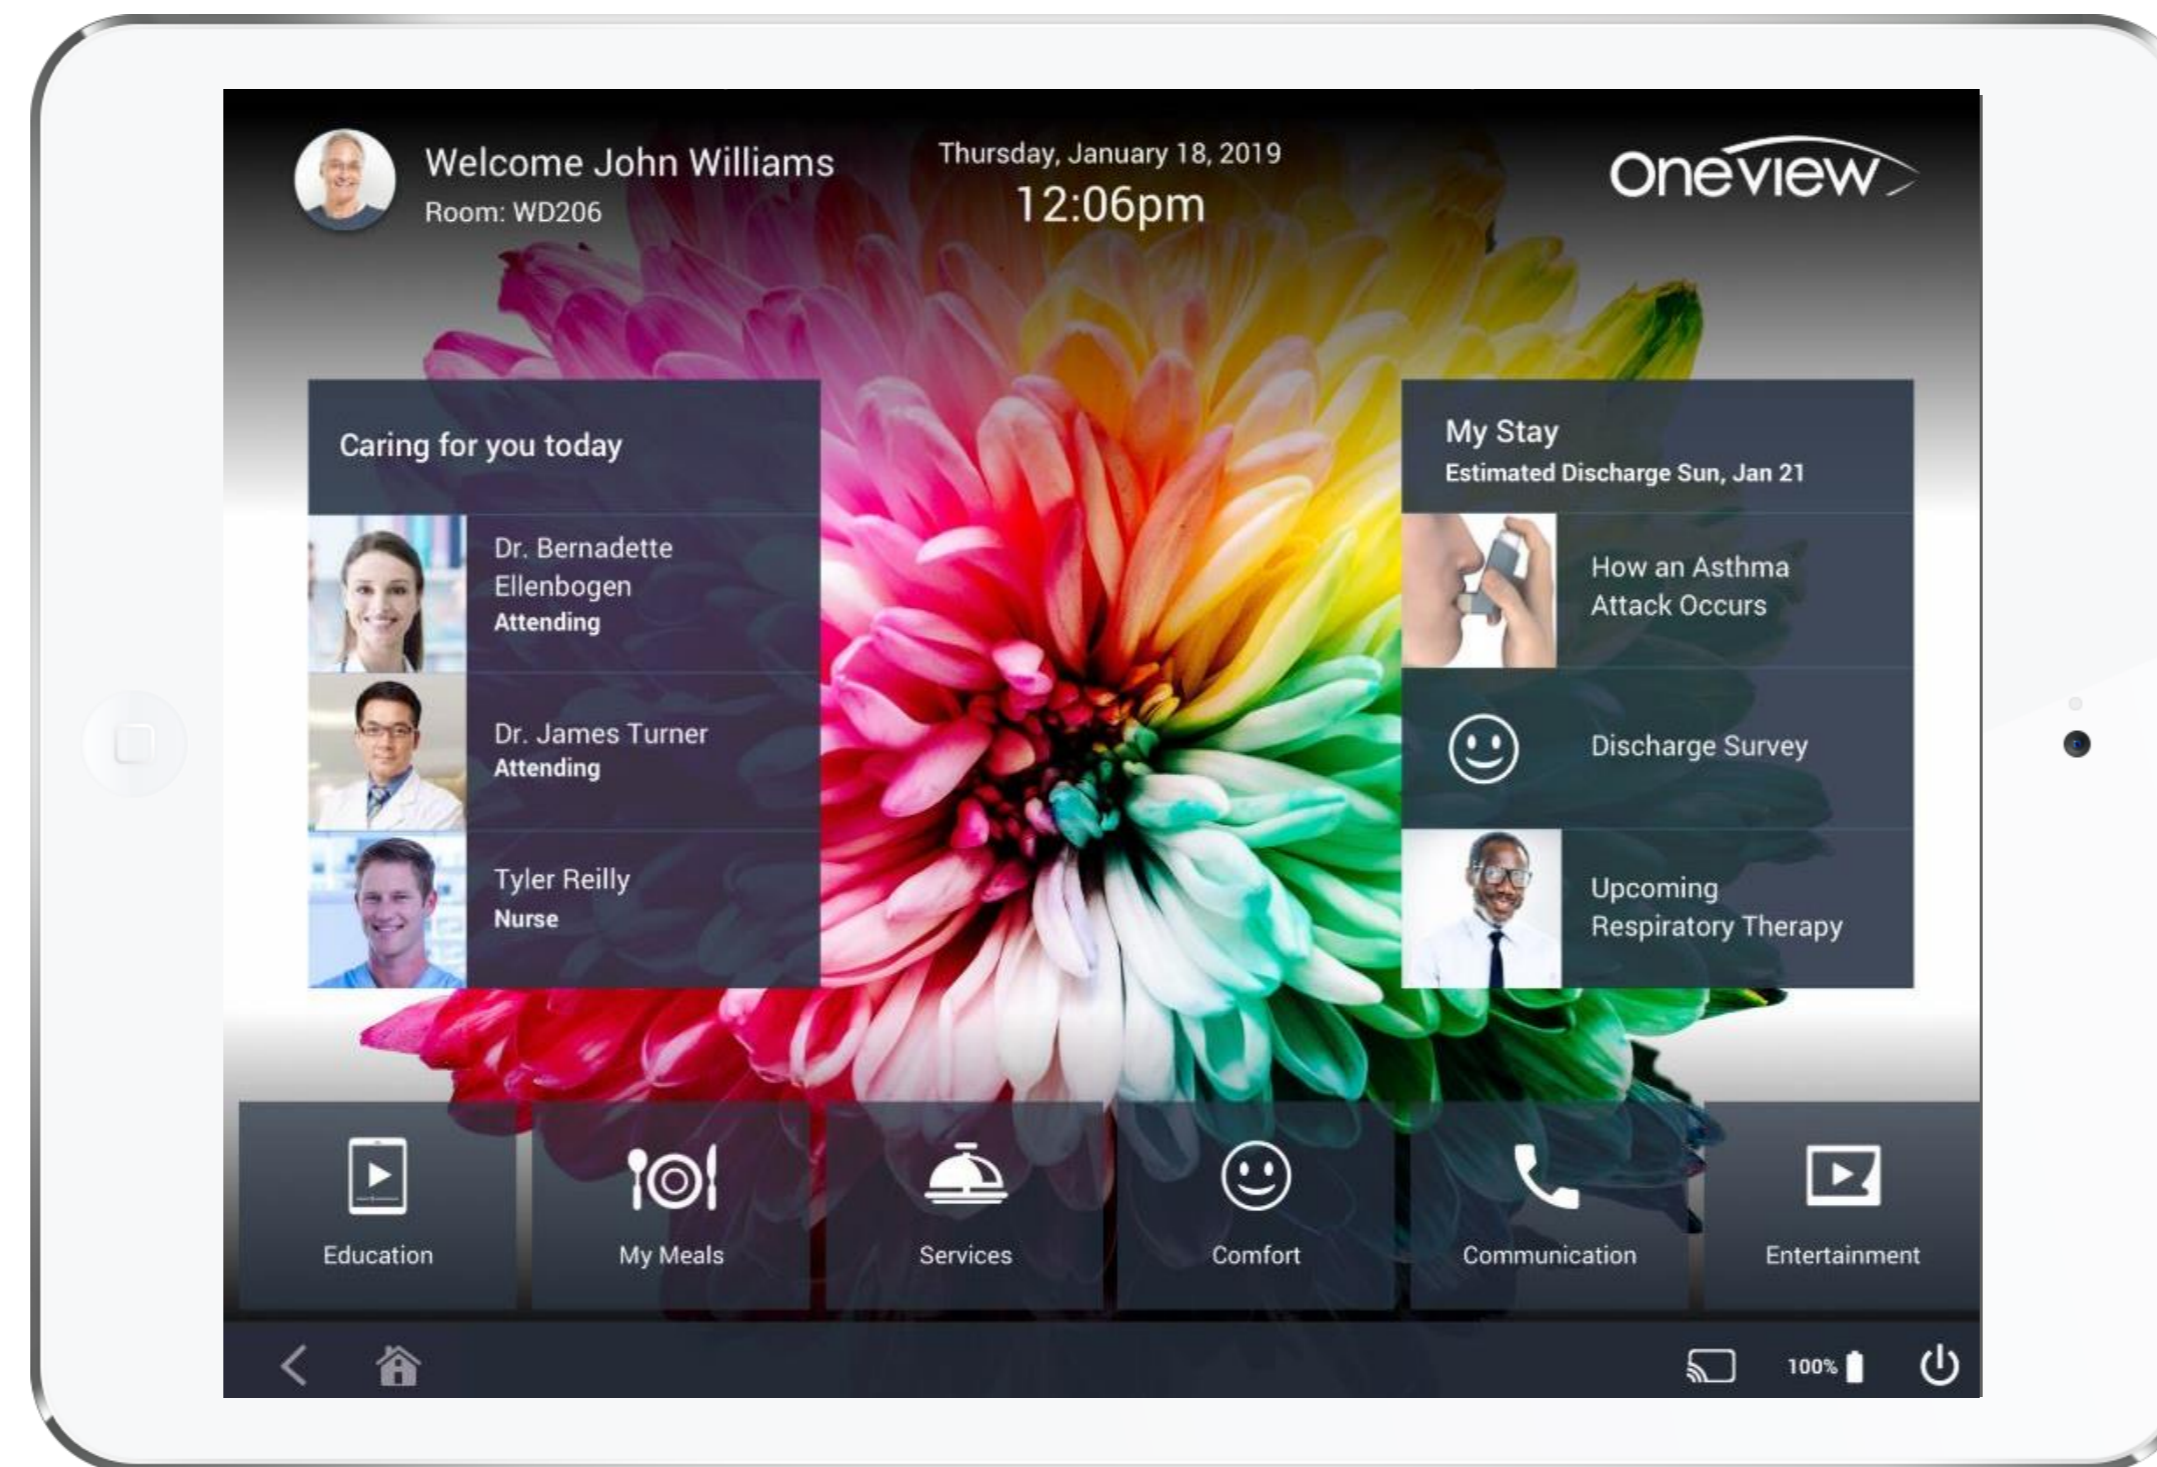 Welcome John Williams
Room: WD206
Thursday, January 18, 2019
12:06pm
Oneview
Caring for you today
Dr. Bernadette
Ellenbogen
Attending
Dr. James Turner
Attending
Tyler Reilly
Nurse
My Stay
Estimated Discharge Sun, Jan 21
How an Asthma
Attack Occurs
Discharge Survey
Upcoming
Respiratory Therapy
Education
My Meals
Services
Comfort
Communication
Entertainment
100%